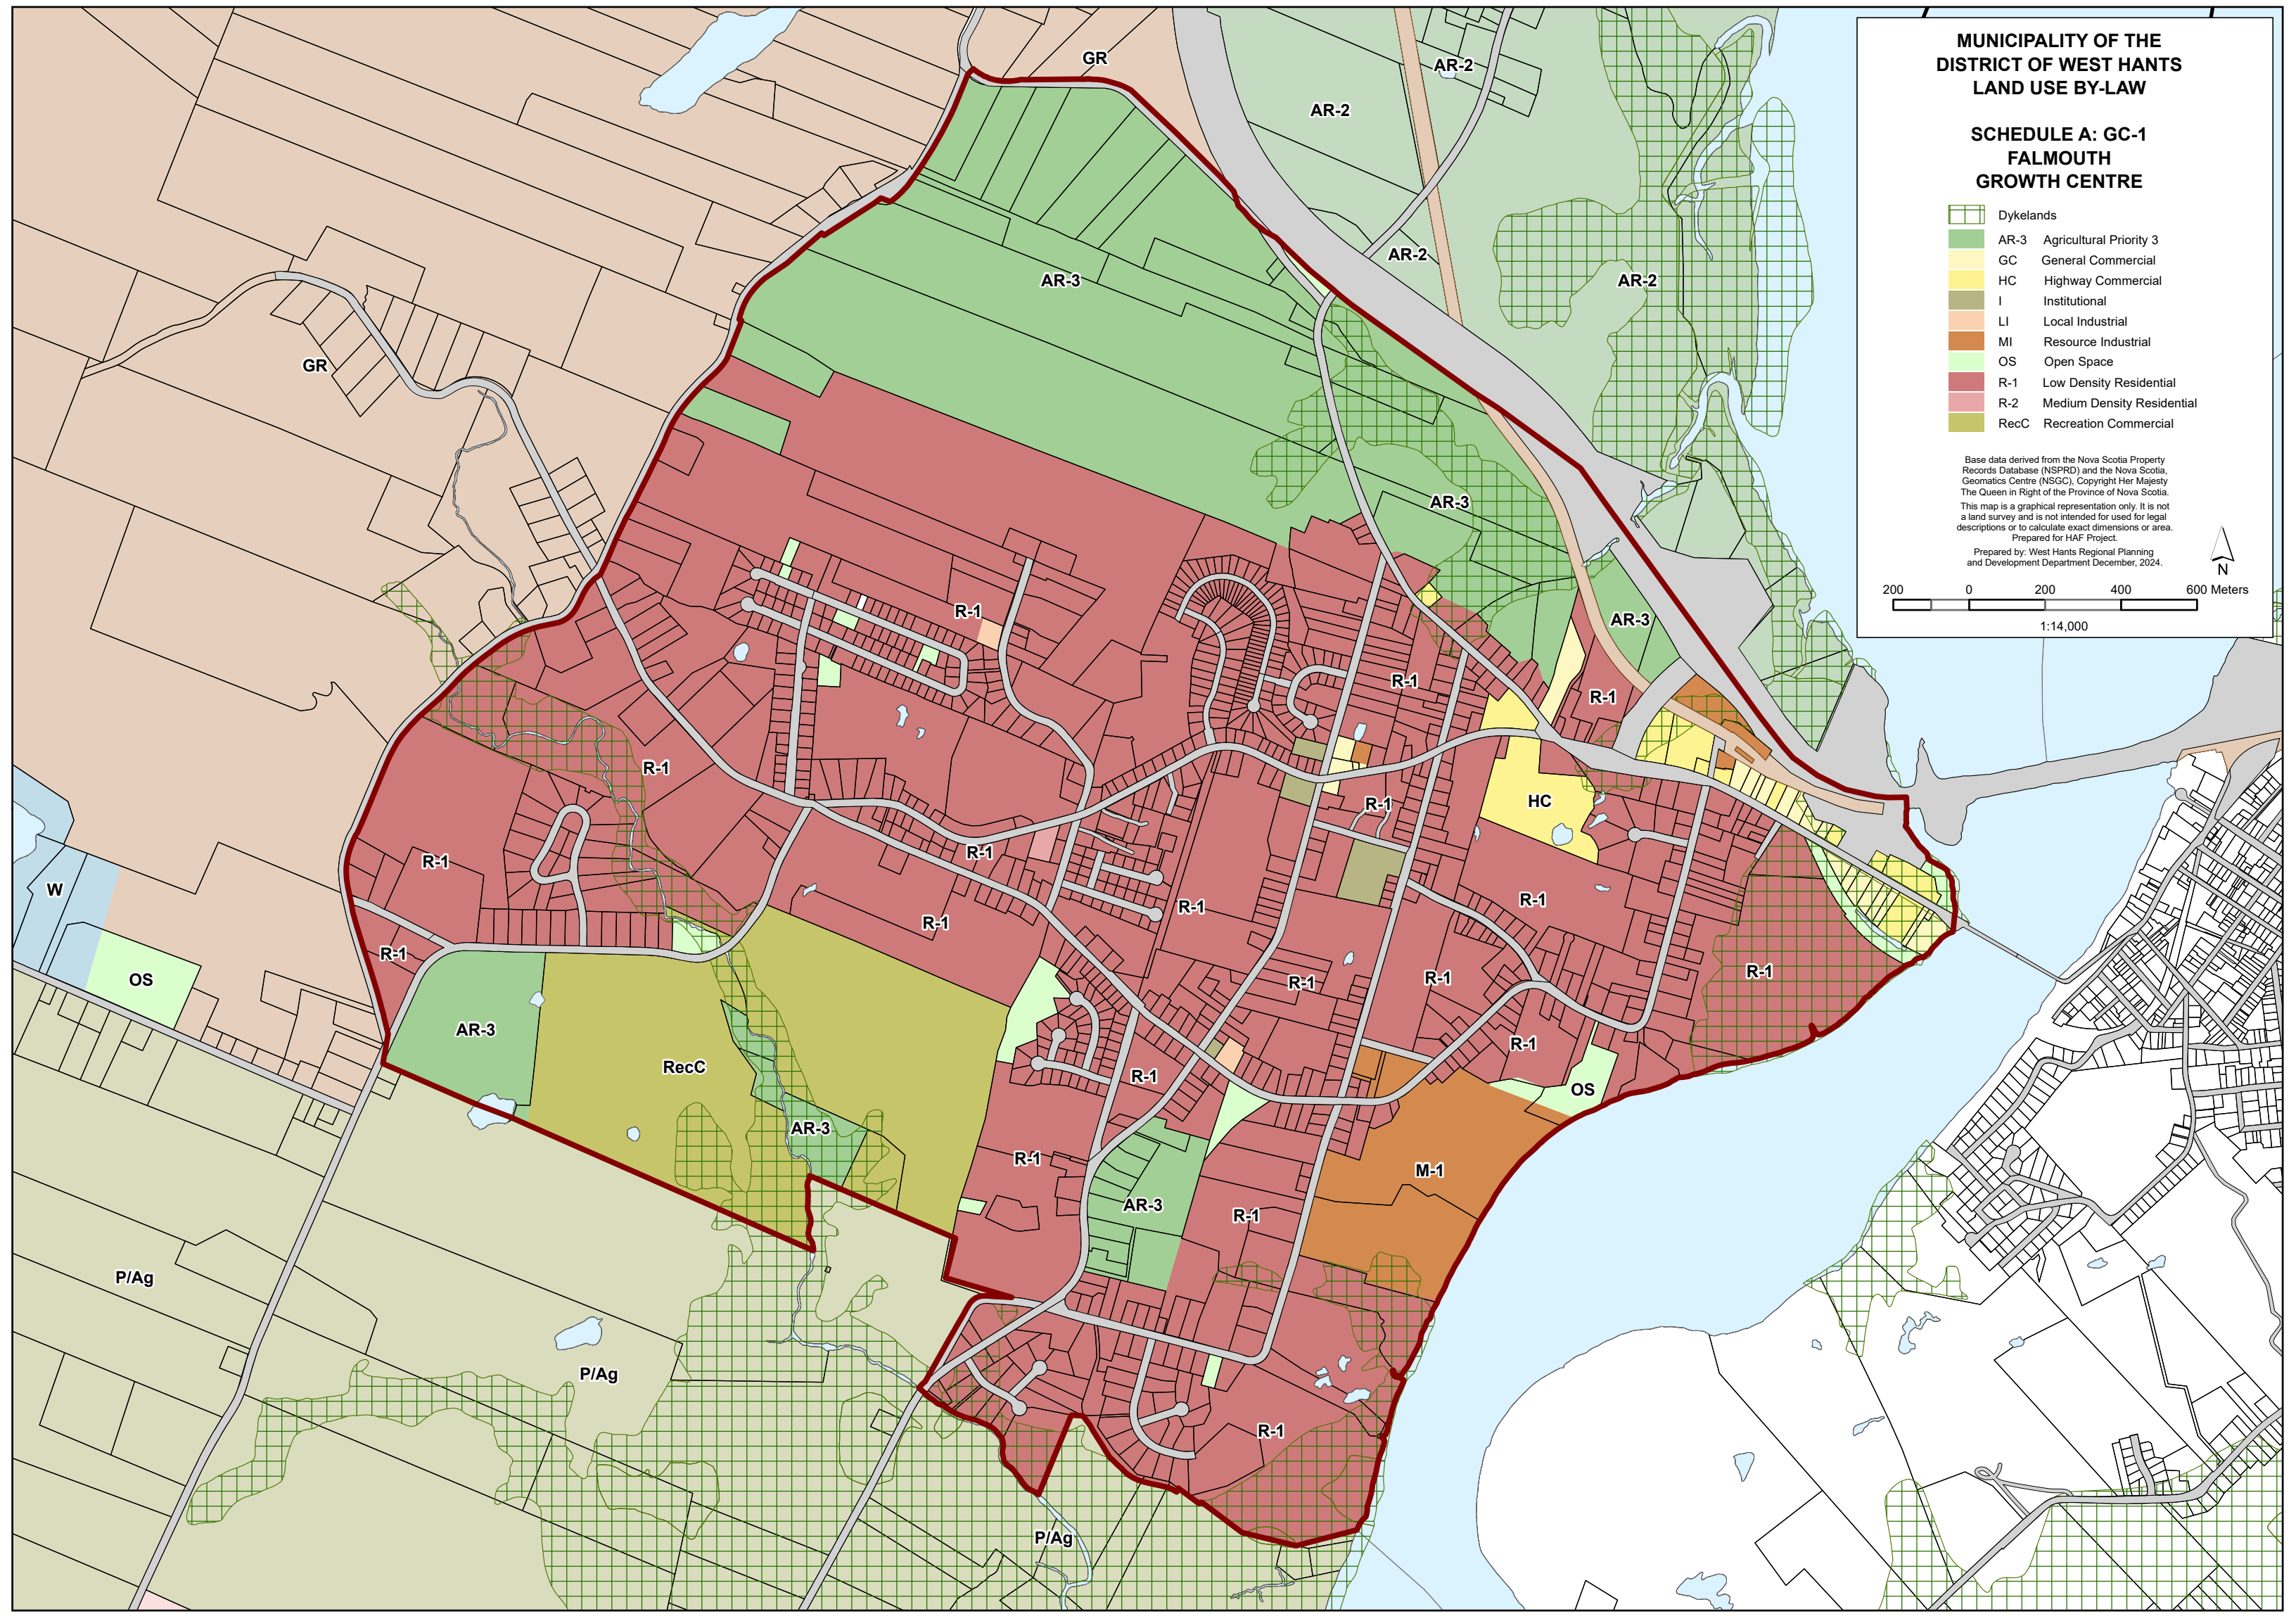 MUNICIPALITY OF THE
DISTRICT OF WEST HANTS
LAND USE BY-LAW
SCHEDULE A: GC-1
FALMOUTH
GROWTH CENTRE
Dykelands
AR-3 Agricultural Priority 3
GC General Commercial
HC Highway Commercial
I Institutional
LI Local Industrial
MI Resource Industrial
OS Open Space
R-1 Low Density Residential
R-2 Medium Density Residential
RecC Recreation Commercial
Base data derived from the Nova Scotia Property
Records Database (NSPRD) and the Nova Scotia,
Geomatics Centre (NSGC), Copyright Her Majesty
The Queen in Right of the Province of Nova Scotia.
This map is a graphical representation only. It is not
a land survey and is not intended for used for legal
descriptions or to calculate exact dimensions or area.
Prepared for HAF Project.
Prepared by: West Hants Regional Planning
and Development Department December, 2024.
N
200 0 200 400 600 Meters
1:14,000
GR
AR-2
AR-2
AR-2
AR-3
AR-2
GR
AR-3
R-1
AR-3
R-1
R-1
R-1
HC
R-1
R-1
R-1
W
R-1
R-1
R-1
R-1
R-1
OS
R-1
R-1
R-1
AR-3
R-1
RecC
R-1
OS
AR-3
R-1
M-1
AR-3
R-1
P/Ag
P/Ag
R-1
P/Ag